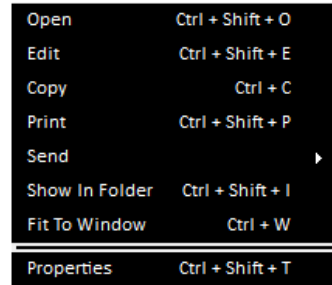 Open Ctrl + Shift + O
Edit Ctrl + Shift + E
Copy Ctrl + C
Print Ctrl + Shift + P
Send
Show In Folder Ctrl + Shift + I
Fit To Window Ctrl + W
Properties Ctrl + Shift + T